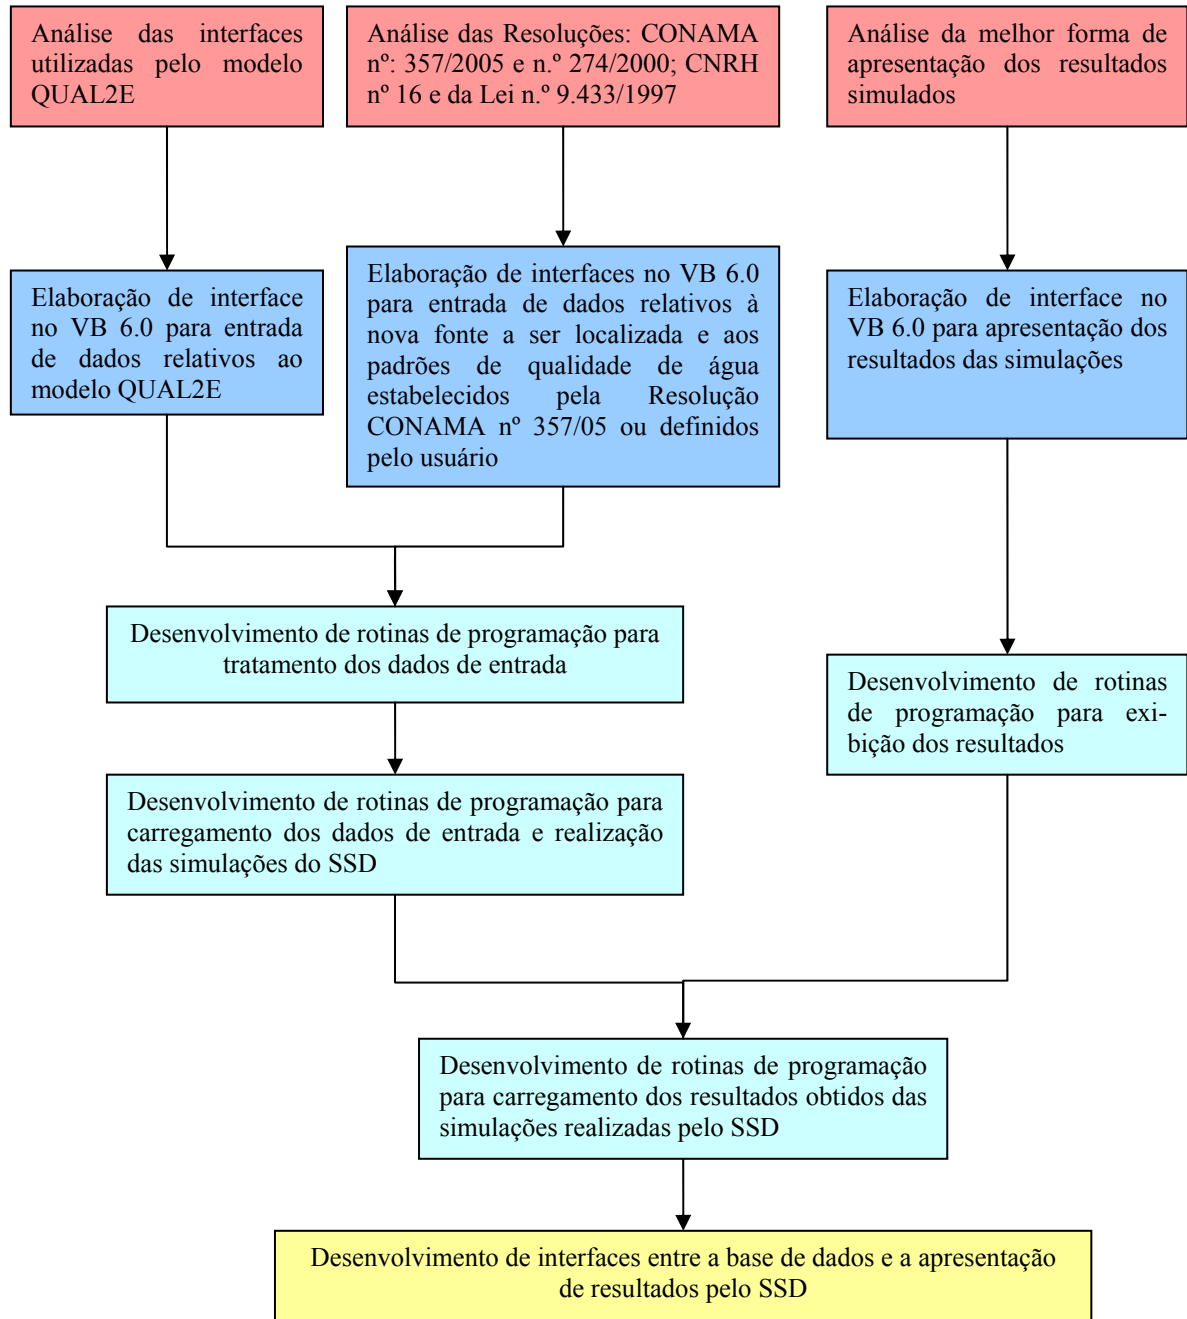 Análise das interfaces
utilizadas pelo modelo
QUAL2E
Análise das Resoluções: CONAMA
nº: 357/2005 e n.º 274/2000; CNRH
nº 16 e da Lei n.º 9.433/1997
Análise da melhor forma de
apresentação dos resultados
simulados
Elaboração de interface
no VB 6.0 para entrada
de dados relativos ao
modelo QUAL2E
Elaboração de interfaces no VB 6.0
para entrada de dados relativos à
nova fonte a ser localizada e aos
padrões de qualidade de água
estabelecidos pela Resolução
CONAMA nº 357/05 ou definidos
pelo usuário
Elaboração de interface no
VB 6.0 para apresentação dos
resultados das simulações
Desenvolvimento de rotinas de programação para
tratamento dos dados de entrada
Desenvolvimento de rotinas
de programação para exi-
bição dos resultados
Desenvolvimento de rotinas de programação para
carregamento dos dados de entrada e realização
das simulações do SSD
Desenvolvimento de rotinas de programação
para carregamento dos resultados obtidos das
simulações realizadas pelo SSD
Desenvolvimento de interfaces entre a base de dados e a apresentação
de resultados pelo SSD